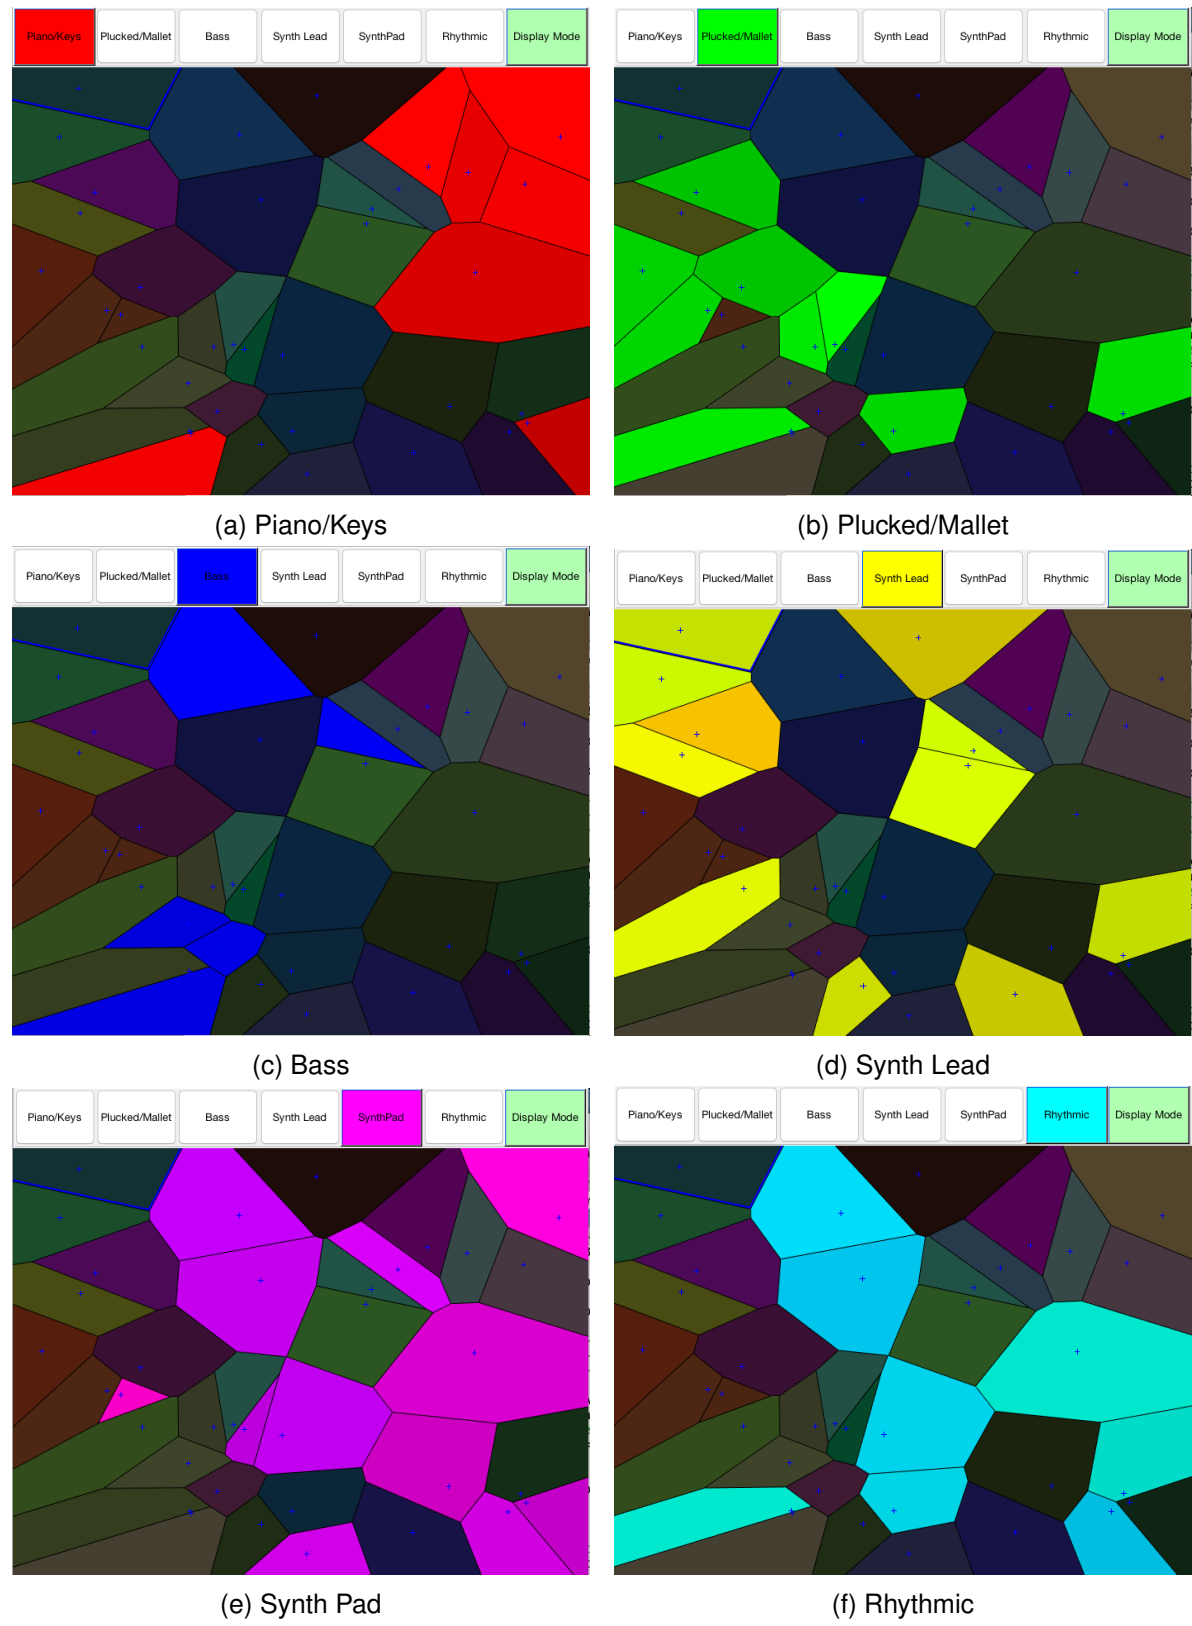 Piano/Keys Plucked/Mallet Bass Synth Lead SynthPad Rhythmic Display Mode
Piano/Keys Plucked/Mallet Bass Synth Lead SynthPad Rhythmic Display Mode
(a) Piano/Keys
(b) Plucked/Mallet
Piano/Keys Plucked/Mallet Bass Synth Lead SynthPad Rhythmic Display Mode
Piano/Keys Plucked/Mallet Bass Synth Lead SynthPad Rhythmic Display Mode
(c) Bass
(d) Synth Lead
Piano/Keys Plucked/Mallet Bass Synth Lead SynthPad Rhythmic Display Mode
Piano/Keys Plucked/Mallet Bass Synth Lead SynthPad Rhythmic Display Mode
(e) Synth Pad
(f) Rhythmic